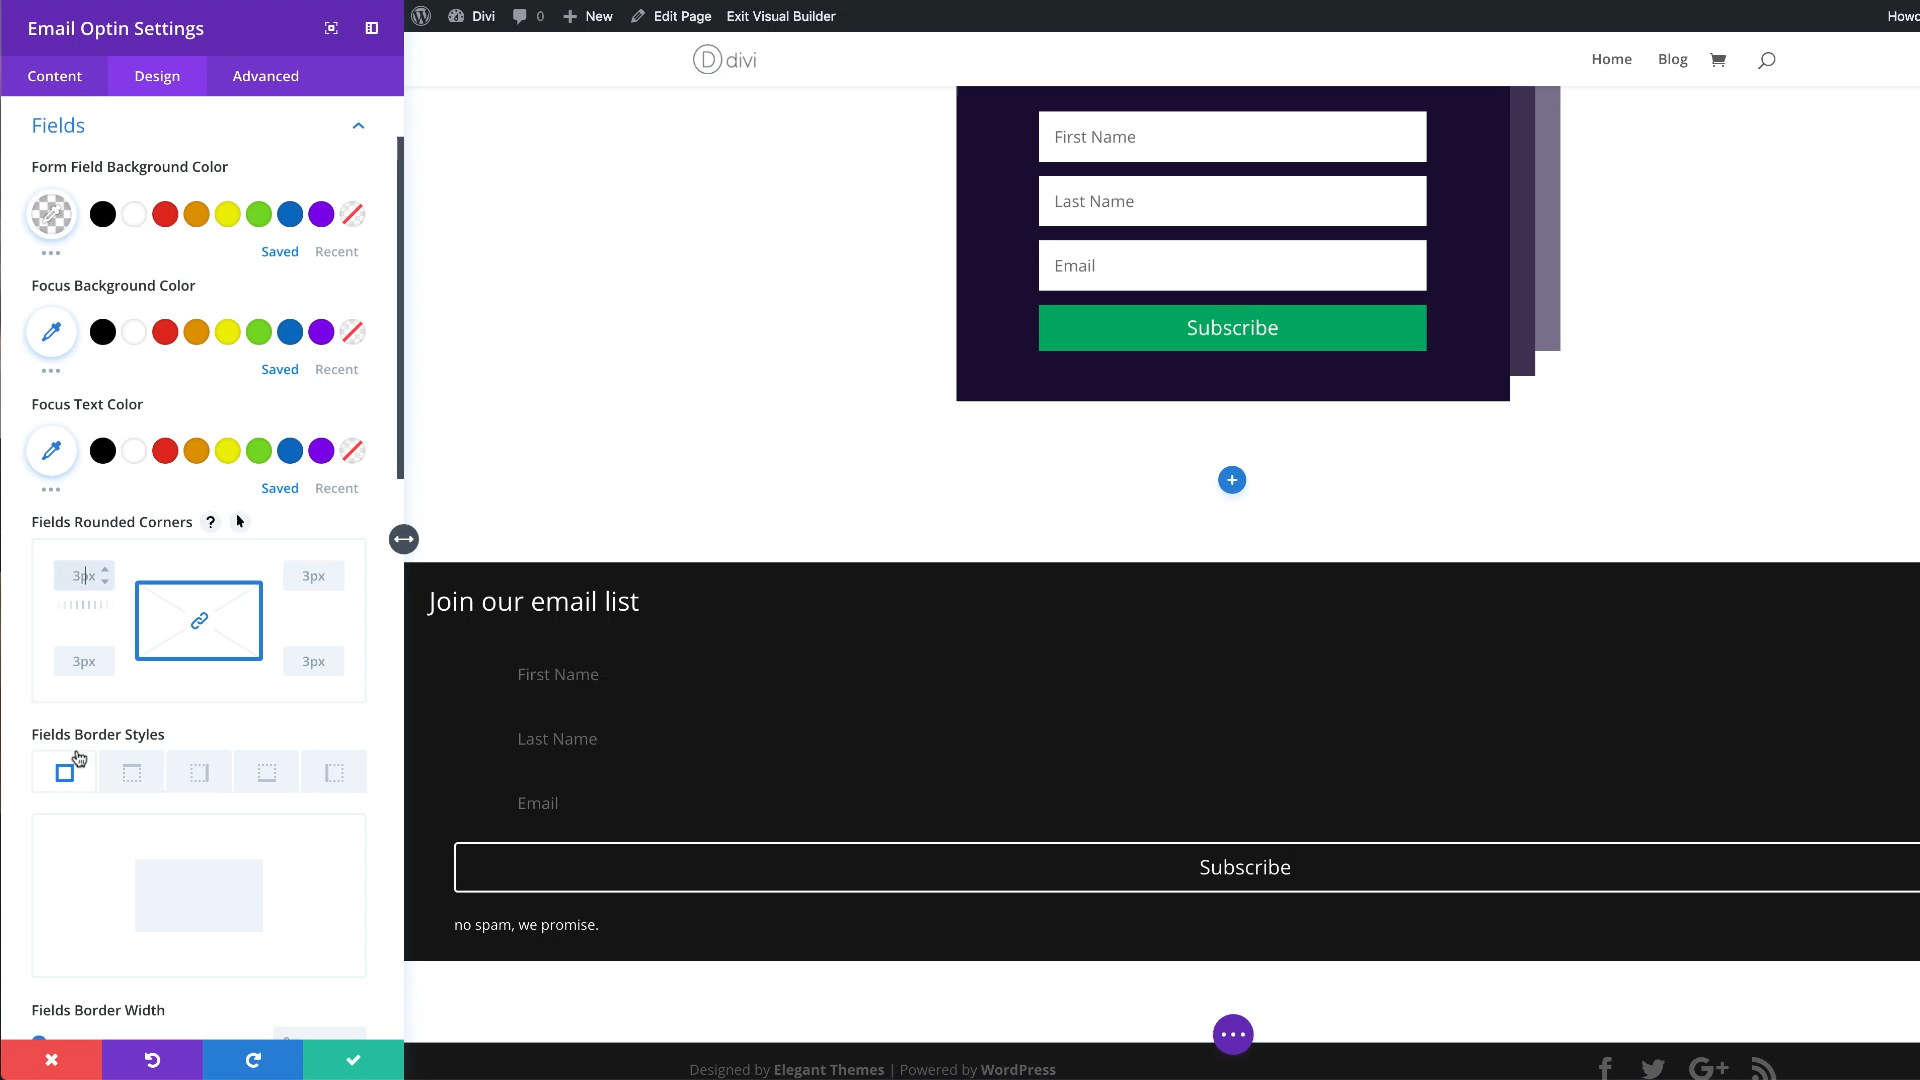 Email Optin Settings
Content Design Advanced
Fields
Form Field Background Color
Saved Recent
Focus Background Color
Saved Recent
Focus Text Color
Saved Recent
Fields Rounded Corners ?
3px 3px
3px 3px
Fields Border Styles
Fields Border Width
Divi 0 New Edit Page Exit Visual Builder
D divi
Home Blog
First Name
Last Name
Email
Subscribe
Join our email list
First Name
Last Name
Email
Subscribe
no spam, we promise.
Designed by Elegant Themes | Powered by WordPress